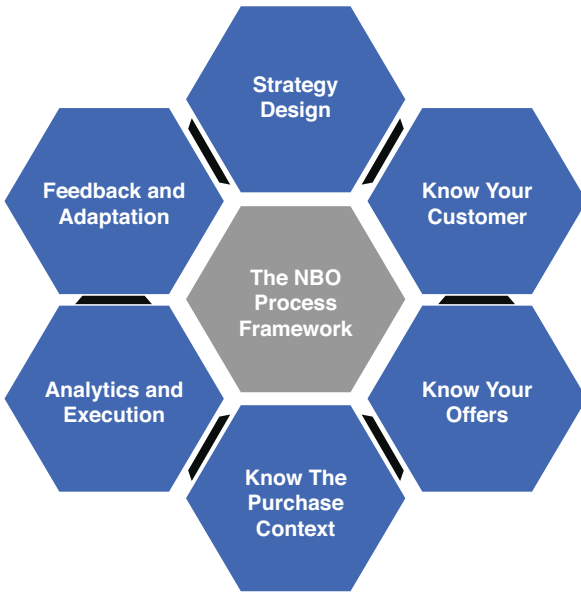 Strategy
Design
Know Your
Customer
Know Your
Offers
Know The
Purchase
Context
Analytics and
Execution
Feedback and
Adaptation
The NBO
Process
Framework